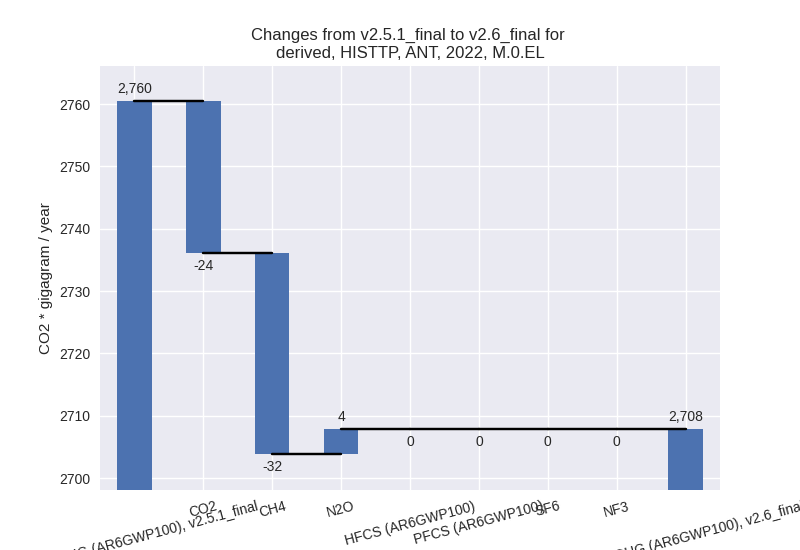 Changes from v2.5.1_final to v2.6_final for
derived, HISTTP, ANT, 2022, M.0.EL
CO2 * gigagram / year
2760
2750
2740
2730
2720
2710
2700
2,760
-24
-32
4
0
0
0
0
2,708
(AR6GWP100), v2.5.1_final
CO2
CH4
N2O
HFCS (AR6GWP100)
PFCS (AR6GWP100)
SF6
NF3
(AR6GWP100), v2.6_final